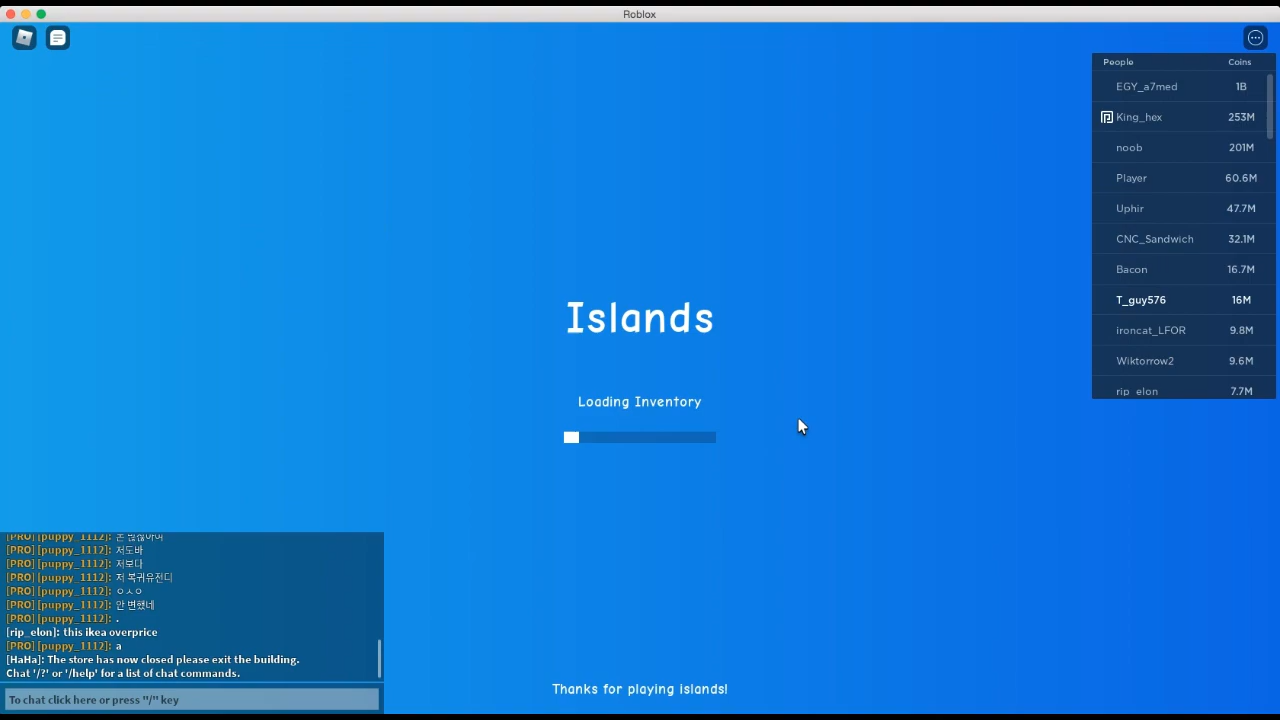 Roblox
People Coins
EGY_a7med 1B
King_hex 253M
noob 201M
Player 60.6M
Uphir 47.7M
CNC_Sandwich 32.1M
Bacon 16.7M
T_guy576 16M
ironcat_LFOR 9.8M
Wiktorrow2 9.6M
rip_elon 7.7M
Islands
Loading Inventory
[PRO] [puppy_1112]:
[PRO] [puppy_1112]: 저도바
[PRO] [puppy_1112]: 저보다
[PRO] [puppy_1112]: 저 복귀유전디
[PRO] [puppy_1112]: ㅇㅅㅇ
[PRO] [puppy_1112]: 안 변했네
[PRO] [puppy_1112]: .
[rip_elon]: this ikea overprice
[PRO] [puppy_1112]: a
[HaHa]: The store has now closed please exit the building.
Chat '/?' or '/help' for a list of chat commands.
To chat click here or press "/" key
Thanks for playing islands!